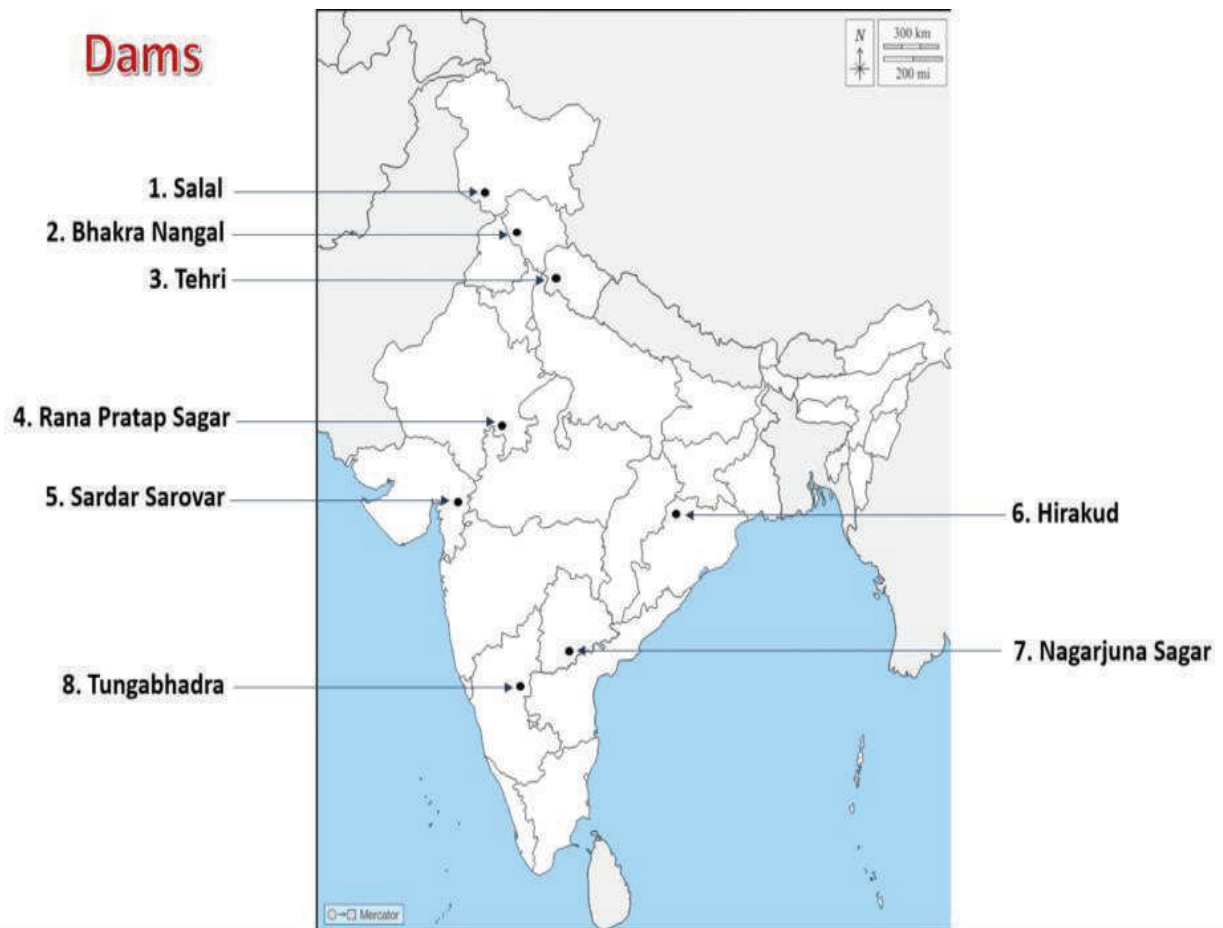 Dams
N
300 km
200 mi
1. Salal
2. Bhakra Nangal
3. Tehri
4. Rana Pratap Sagar
5. Sardar Sarovar
6. Hirakud
7. Nagarjuna Sagar
8. Tungabhadra
Mercator